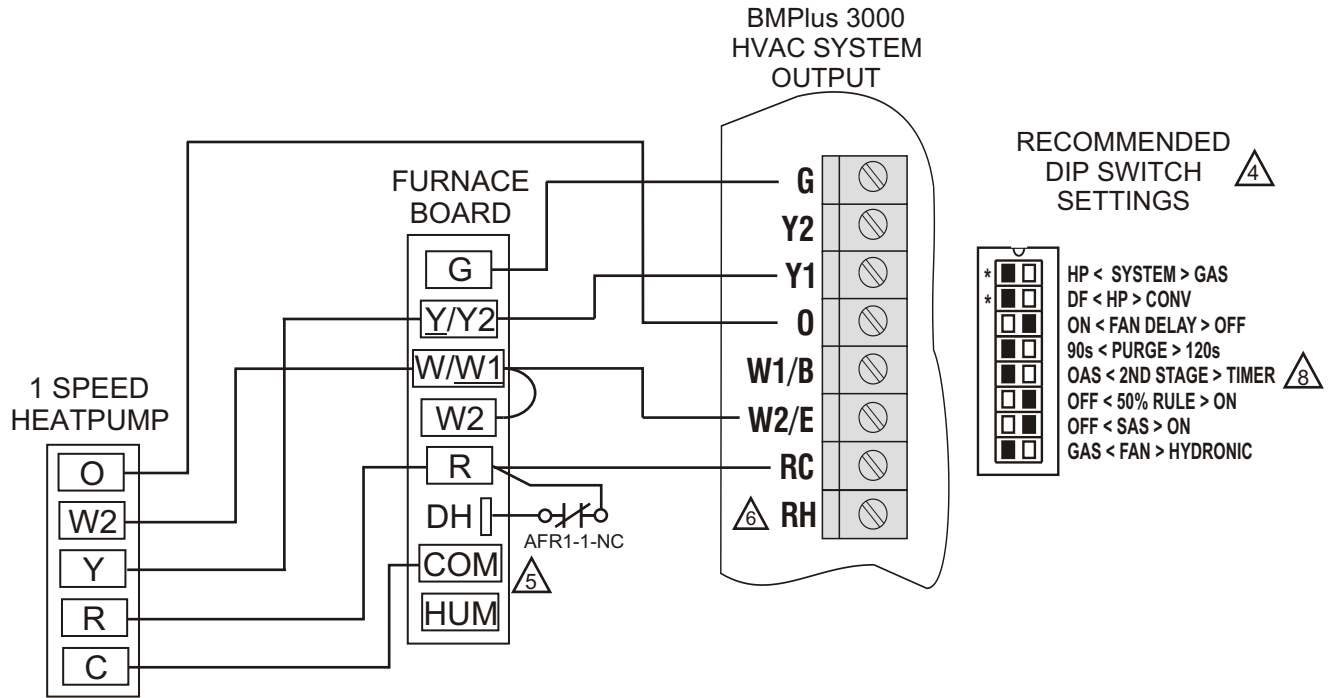 BMPlus 3000
HVAC SYSTEM
OUTPUT
RECOMMENDED
DIP SWITCH
SETTINGS
4
FURNACE
BOARD
G
Y/Y2
W/W1
W2
R
DH
COM
HUM
AFR1-1-NC
5
1 SPEED
HEATPUMP
O
W2
Y
R
C
G
Y2
Y1
O
W1/B
W2/E
RC
6 RH
* HP < SYSTEM > GAS
* DF < HP > CONV
ON < FAN DELAY > OFF
90s < PURGE > 120s
OAS < 2ND STAGE > TIMER 8
OFF < 50% RULE > ON
OFF < SAS > ON
GAS < FAN > HYDRONIC